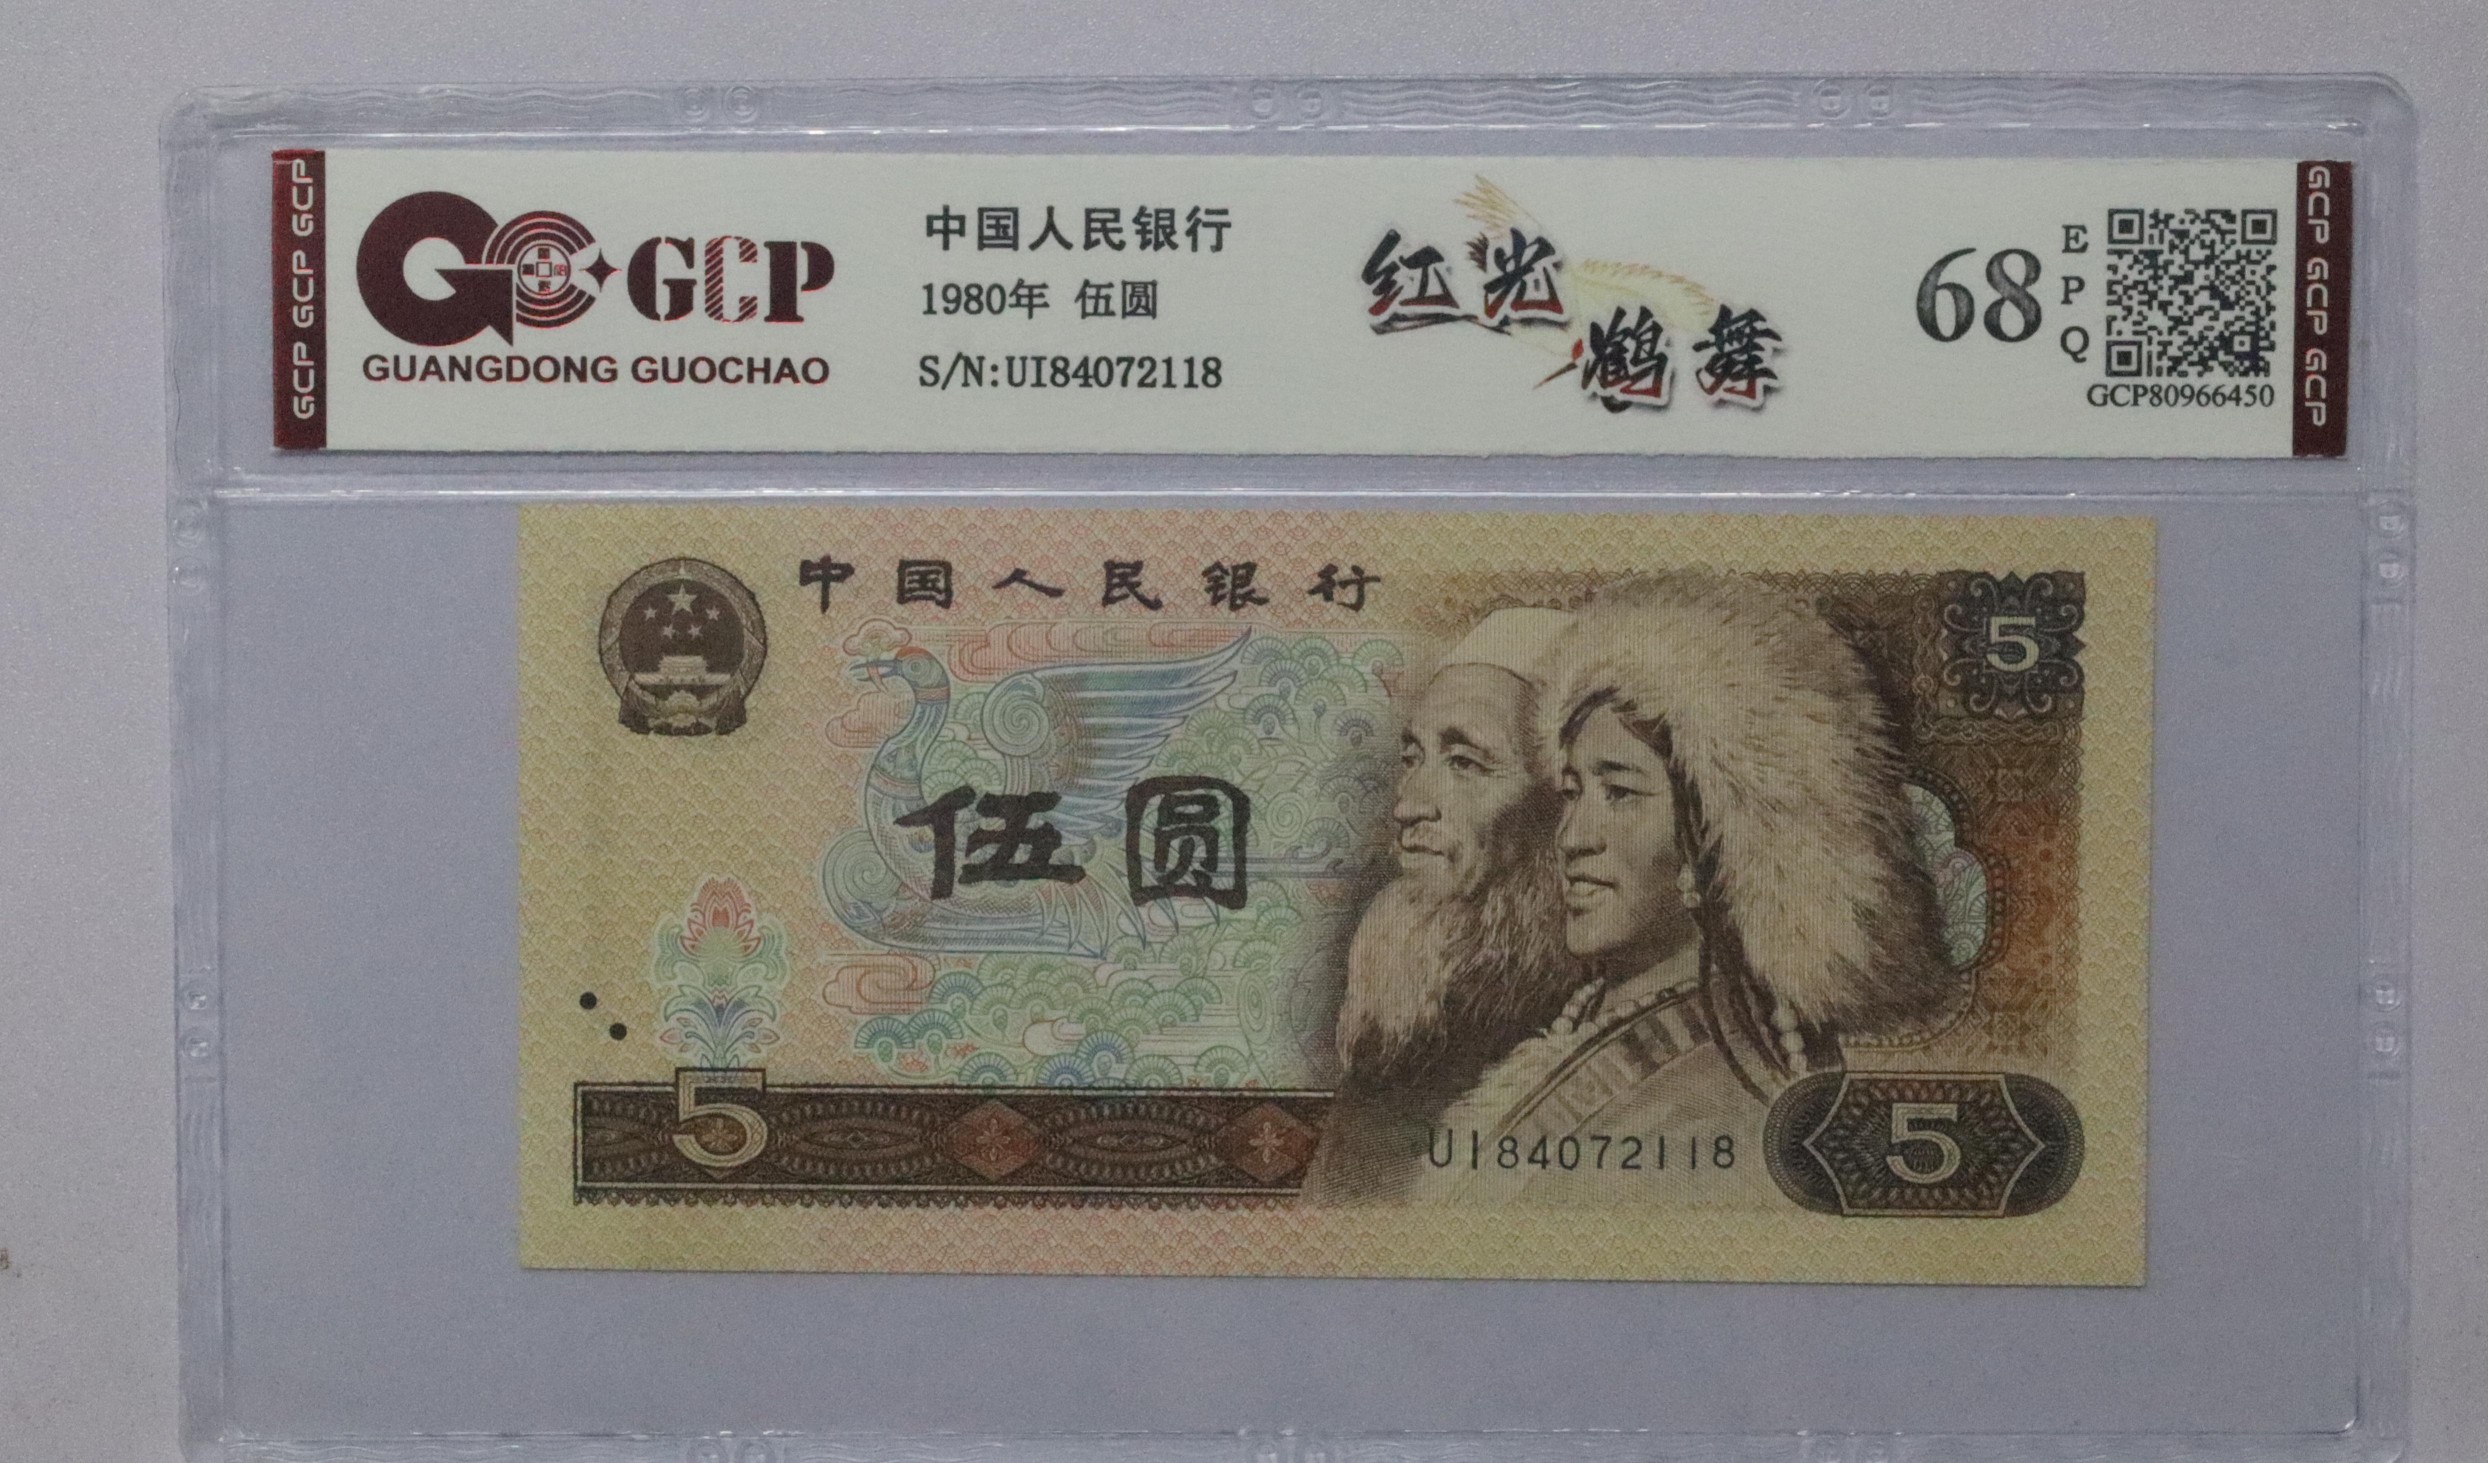 GCP GCP GCP
GCP
GUANGDONG GUOCHAO
中国人民银行
1980年 伍圆
S/N:UI84072118
红光
鹤舞
68
EPQ
GCP80966450
GCP GCP GCP
中国人民银行
5
伍圆
5
UI84072118
5